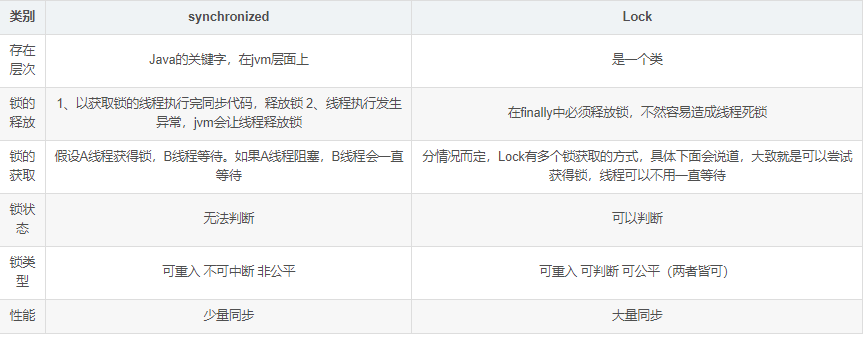 类别 synchronized Lock
存在层次 Java的关键字，在jvm层面上 是一个类
锁的释放 1、以获取锁的线程执行完同步代码，释放锁 2、线程执行发生异常，jvm会让线程释放锁 在finally中必须释放锁，不然容易造成线程死锁
锁的获取 假设A线程获得锁，B线程等待。如果A线程阻塞，B线程会一直等待 分情况而定，Lock有多个锁获取的方式，具体下面会说道，大致就是可以尝试获得锁，线程可以不用一直等待
锁状态 无法判断 可以判断
锁类型 可重入 不可中断 非公平 可重入 可判断 可公平（两者皆可）
性能 少量同步 大量同步